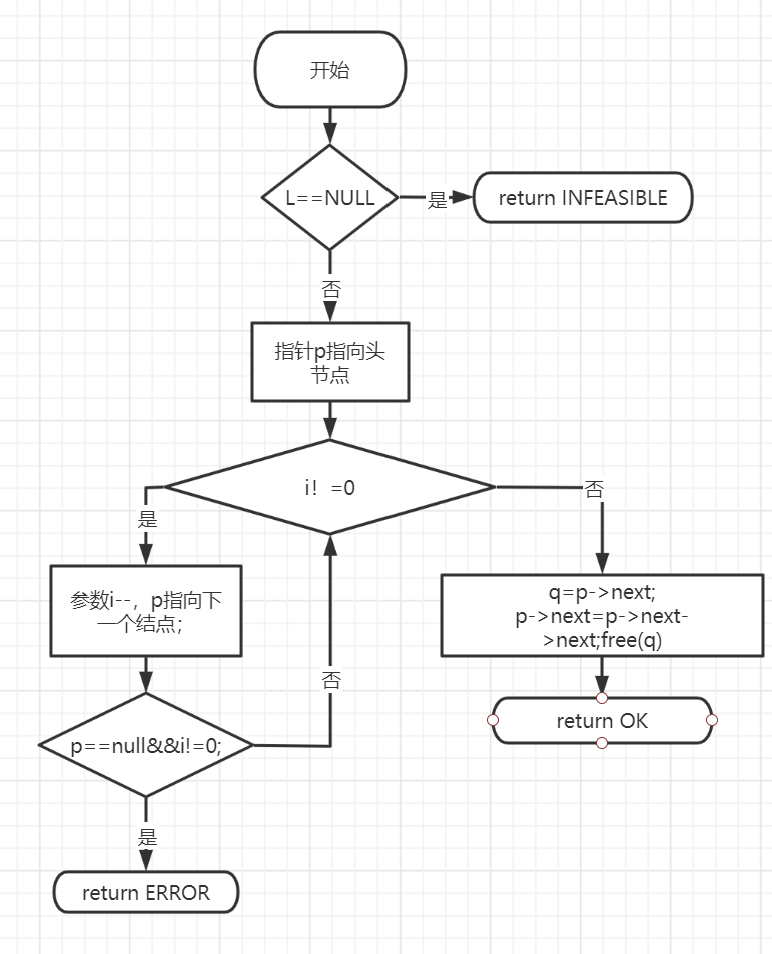 开始
L==NULL
是
return INFEASIBLE
否
指针p指向头
节点
i！=0
是
否
参数i--，p指向下
一个结点；
q=p->next;
p->next=p->next-
>next;free(q)
否
return OK
p==null&&i!=0;
是
return ERROR